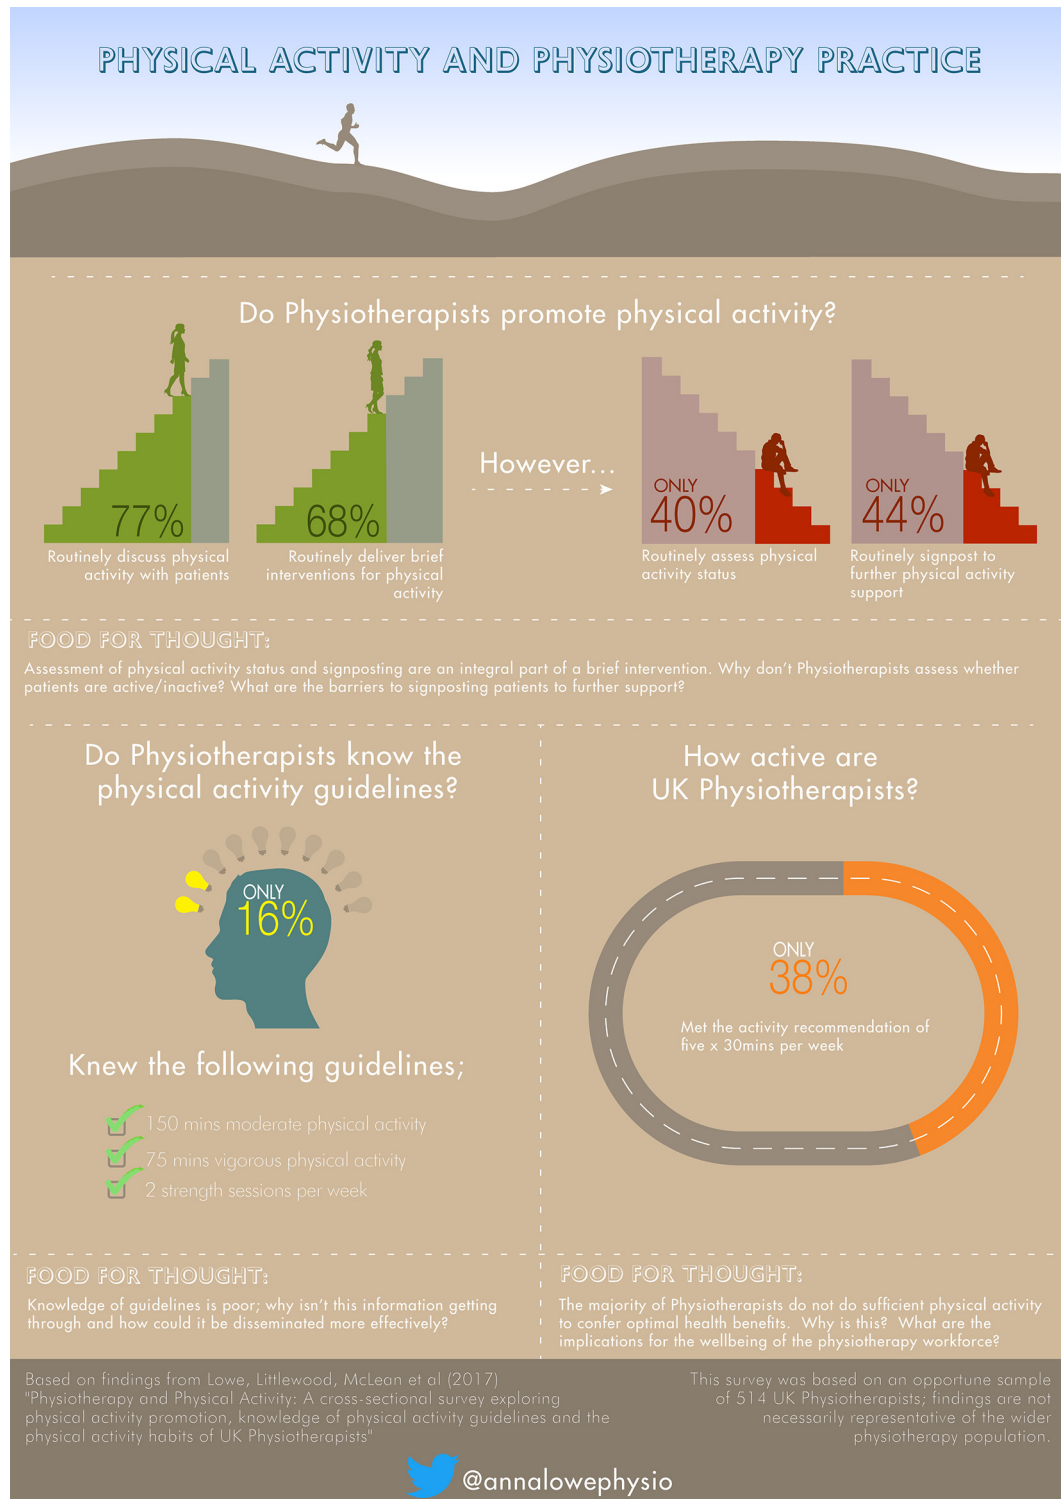 PHYSICAL ACTIVITY AND PHYSIOTHERAPY PRACTICE
Do Physiotherapists promote physical activity?
77%
Routinely discuss physical
activity with patients
68%
Routinely deliver brief
interventions for physical
activity
However...
ONLY
40%
Routinely assess physical
activity status
ONLY
44%
Routinely signpost to
further physical activity
support
FOOD FOR THOUGHT:
Assessment of physical activity status and signposting are an integral part of a brief intervention. Why don't Physiotherapists assess whether
patients are active/inactive? What are the barriers to signposting patients to further support?
Do Physiotherapists know the
physical activity guidelines?
ONLY
16%
Knew the following guidelines;
150 mins moderate physical activity
75 mins vigorous physical activity
2 strength sessions per week
FOOD FOR THOUGHT:
Knowledge of guidelines is poor; why isn't this information getting
through and how could it be disseminated more effectively?
How active are
UK Physiotherapists?
ONLY
38%
Met the activity recommendation of
five x 30mins per week
FOOD FOR THOUGHT:
The majority of Physiotherapists do not do sufficient physical activity
to confer optimal health benefits. Why is this? What are the
implications for the wellbeing of the physiotherapy workforce?
Based on findings from Lowe, Littlewood, McLean et al (2017)
"Physiotherapy and Physical Activity: A cross-sectional survey exploring
physical activity promotion, knowledge of physical activity guidelines and the
physical activity habits of UK Physiotherapists"
This survey was based on an opportune sample
of 514 UK Physiotherapists; findings are not
necessarily representative of the wider
physiotherapy population.
@annalowephysio